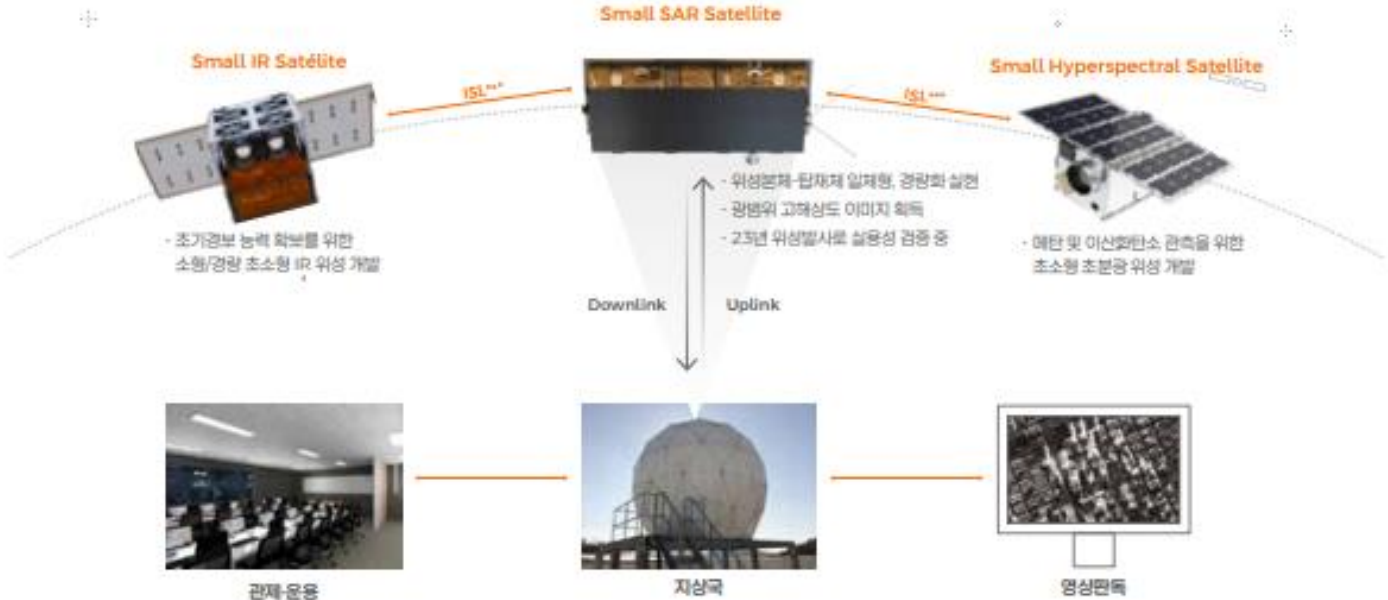 Small SAR Satellite
Small IR Satélite
Small Hyperspectral Satellite
ISL
ISL
- 위성본체-탑재체 일체형, 경량화 실현
- 광범위 고해상도 이미지 획득
- 23년 위성발사로 실용성 검증 중
- 조기경보 능력 확보를 위한
소형/경량 초소형 IR 위성 개발
- 메탄 및 이산화탄소 관측을 위한
초소형 초분광 위성 개발
Downlink
Uplink
관제·운용
지상국
영상판독